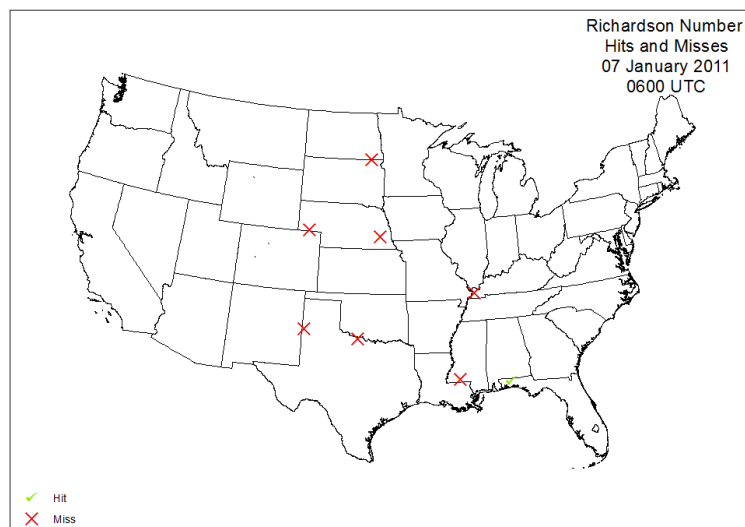 Richardson Number
Hits and Misses
07 January 2011
0600 UTC
Hit
Miss